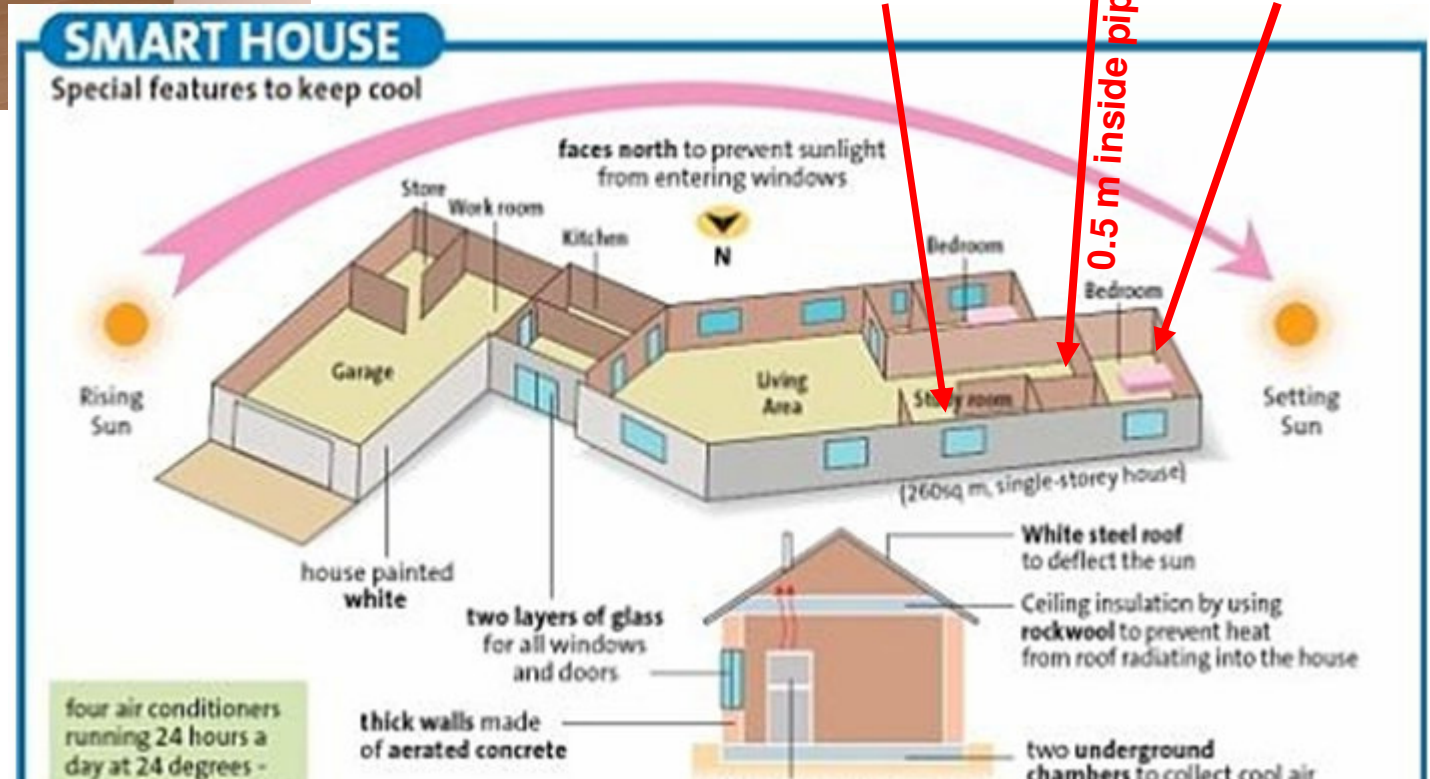 SMART HOUSE
Special features to keep cool
0.5 m inside
faces north to prevent sunlight
from entering windows
N
Store
Work room
Kitchen
Bedroom
Bedroom
Rising
Sun
Garage
Living
Area
Study room
Setting
Sun
(260sq m, single-storey house)
house painted
white
two layers of glass
for all windows
and doors
White steel roof
to deflect the sun
Ceiling insulation by using
rockwool to prevent heat
from roof radiating into the house
four air conditioners
running 24 hours a
day at 24 degrees -
thick walls made
of aerated concrete
two underground
chambers to collect cool air